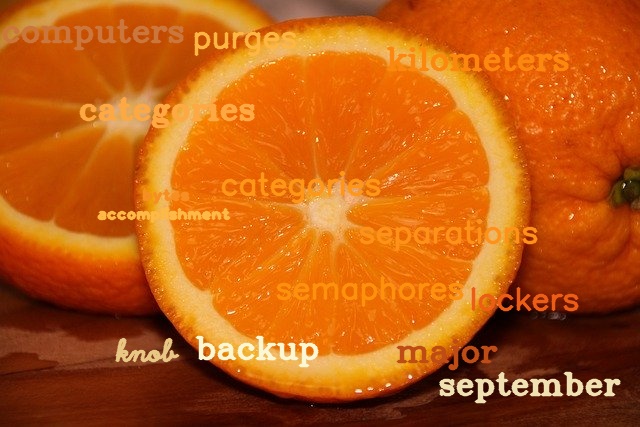 computers
purges
kilometers
categories
categories
accomplishment
separations
semaphores
lockers
knob
backup
major
september